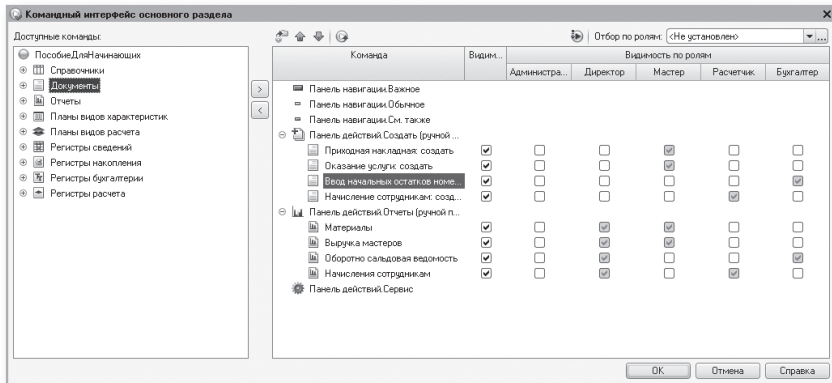 Командный интерфейс основного раздела
Доступные команды:
Отбор по ролям: <Не установлен>
ПособиеДляНачинающих
Справочники
Документы
Отчеты
Планы видов характеристик
Планы видов расчета
Регистры сведений
Регистры накопления
Регистры бухгалтерии
Регистры расчета
Команда Видим... Видимость по ролям
Администра... Директор Мастер Расчетчик Бухгалтер
Панель навигации.Важное
Панель навигации.Обычное
Панель навигации.См. также
Панель действий.Создать (ручной ...
Приходная накладная: создать
Оказание услуги: создать
Ввод начальных остатков номе...
Начисление сотрудникам: созд...
Панель действий.Отчеты (ручной п...
Материалы
Выручка мастеров
Оборотно сальдовая ведомость
Начисления сотрудникам
Панель действий.Сервис
OK Отмена Справка